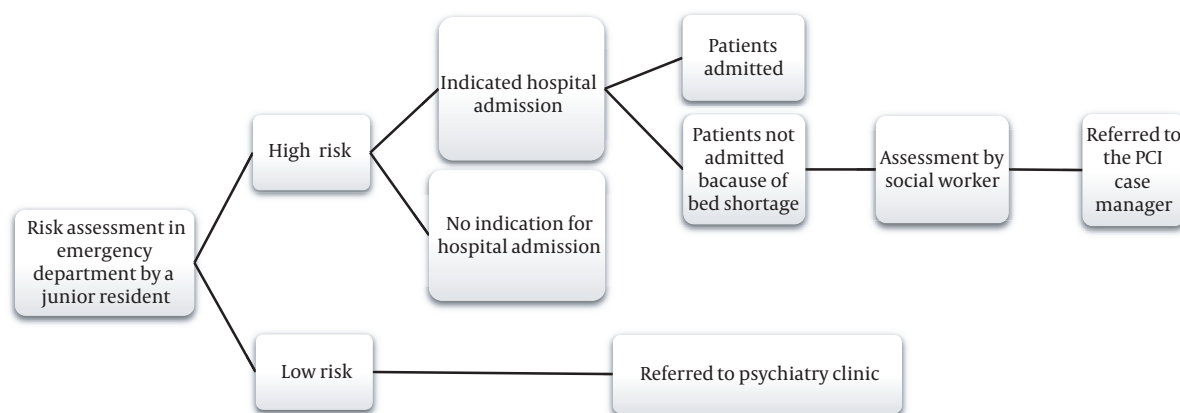 Risk assessment in
emergency
department by a
junior resident
High risk
Low risk
Indicated hospital
admission
No indication for
hospital admission
Patients
admitted
Patients not
admitted
bacause of
bed shortage
Assessment by
social worker
Referred to
the PCI
case
manager
Referred to psychiatry clinic